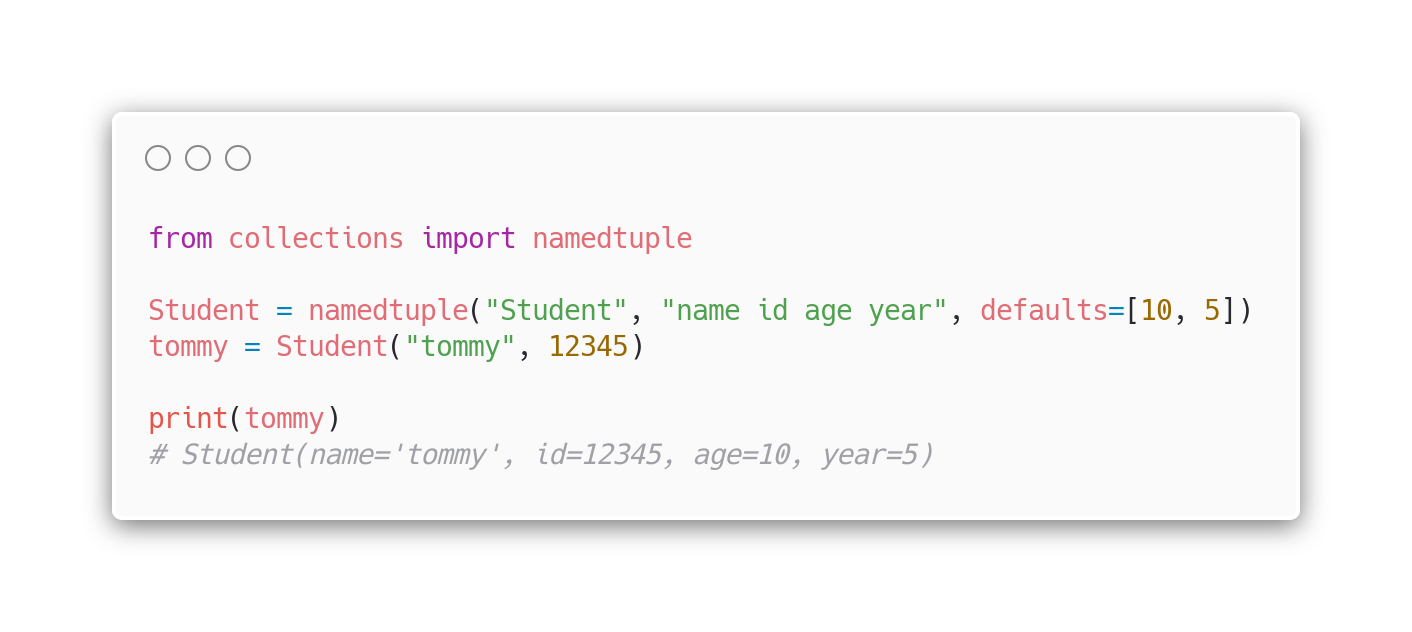 from collections import namedtuple
Student = namedtuple("Student", "name id age year", defaults=[10, 5])
tommy = Student("tommy", 12345)
print(tommy)
# Student(name='tommy', id=12345, age=10, year=5)